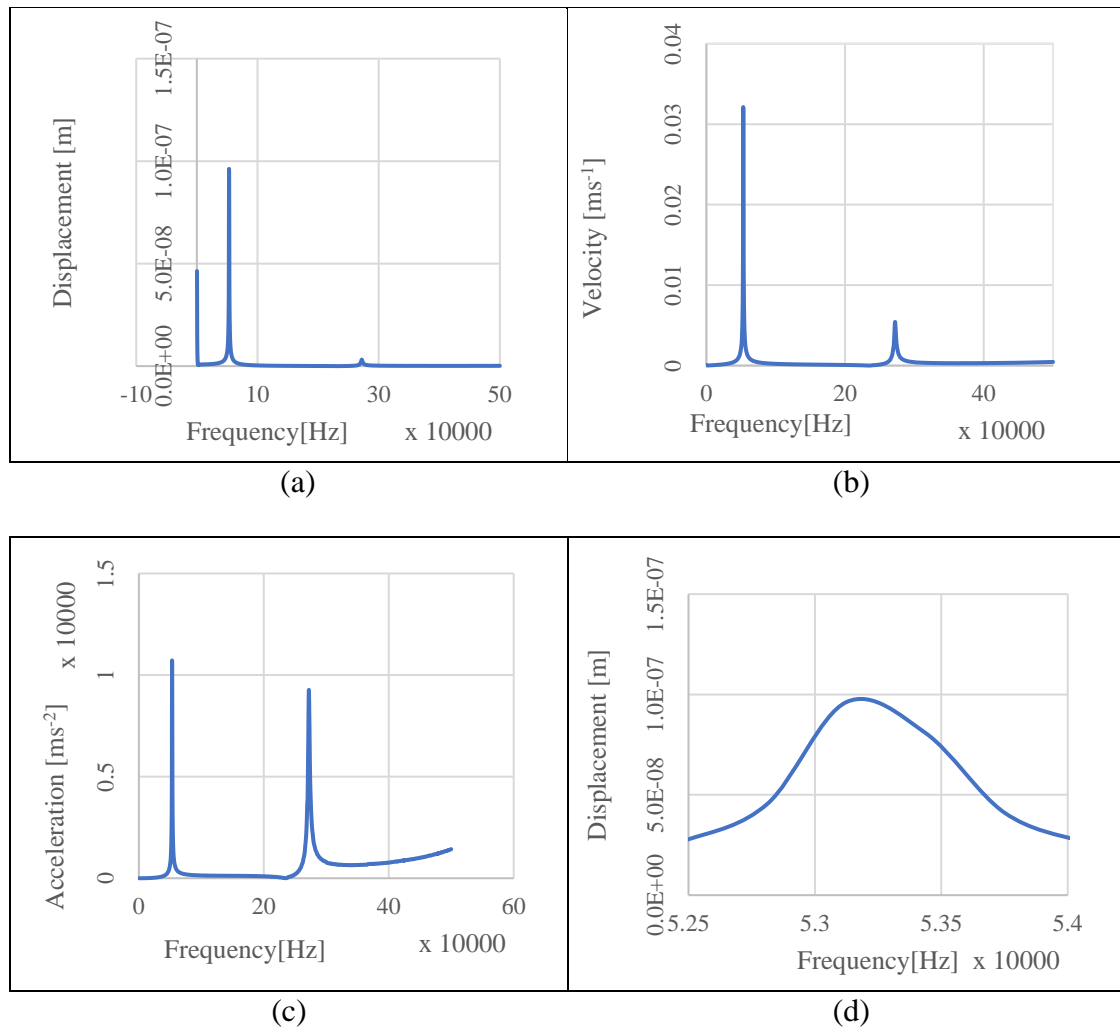 Displacement [m]
0.0E+00 5.0E-08 1.0E-07 1.5E-07
-10 10 30 50
Frequency[Hz] x 10000
(a)
Velocity [ms-1]
0 0.01 0.02 0.03 0.04
0 20 40
Frequency[Hz] x 10000
(b)
Acceleration [ms-2]
x 10000
0 0.5 1 1.5
0 20 40 60
Frequency[Hz] x 10000
(c)
Displacement [m]
0.0E+00 5.0E-08 1.0E-07 1.5E-07
5.25 5.3 5.35 5.4
Frequency[Hz] x 10000
(d)